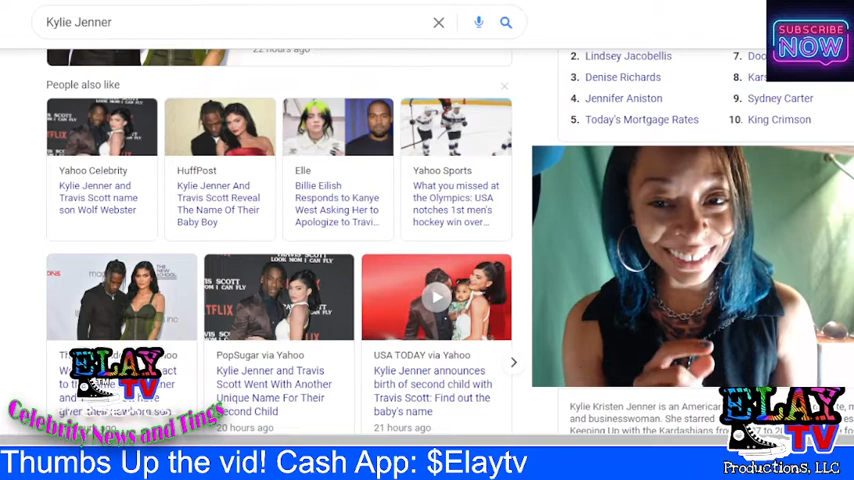 Kylie Jenner
SUBSCRIBE
NOW
22 hours ago
People also like
2. Lindsey Jacobellis
3. Denise Richards
4. Jennifer Aniston
5. Today's Mortgage Rates
7.
8.
9. Sydney Carter
10. King Crimson
Yahoo Celebrity
Kylie Jenner and
Travis Scott name
son Wolf Webster
HuffPost
Kylie Jenner And
Travis Scott Reveal
The Name Of Their
Baby Boy
Elle
Billie Eilish
Responds to Kanye
West Asking Her to
Apologize to Travi...
Yahoo Sports
What you missed at
the Olympics: USA
notches 1st men's
hockey win over...
TRAVIS SCOTT
LOOK MOM I CAN FLY
NETFLIX
PopSugar via Yahoo
Kylie Jenner and Travis
Scott Went With Another
Unique Name For Their
Second Child
20 hours ago
USA TODAY via Yahoo
Kylie Jenner announces
birth of second child with
Travis Scott: Find out the
baby's name
21 hours ago
ELAY
TV
Celebrity News and Tings
Kylie Kristen Jenner is an American
and businesswoman. She starred
Keeping Up with the Kardashians
ELAY
TV
Productions, LLC
Thumbs Up the vid! Cash App: $Elaytv